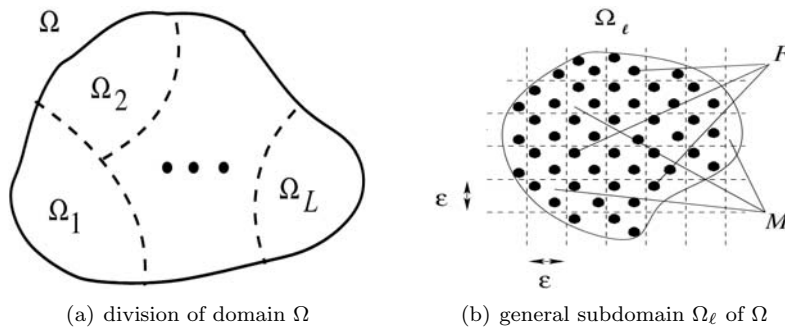 Ω
Ω₂
Ω₁
Ω_L
(a) division of domain Ω
Ω_ℓ
F
M
ε
ε
(b) general subdomain Ω_ℓ of Ω